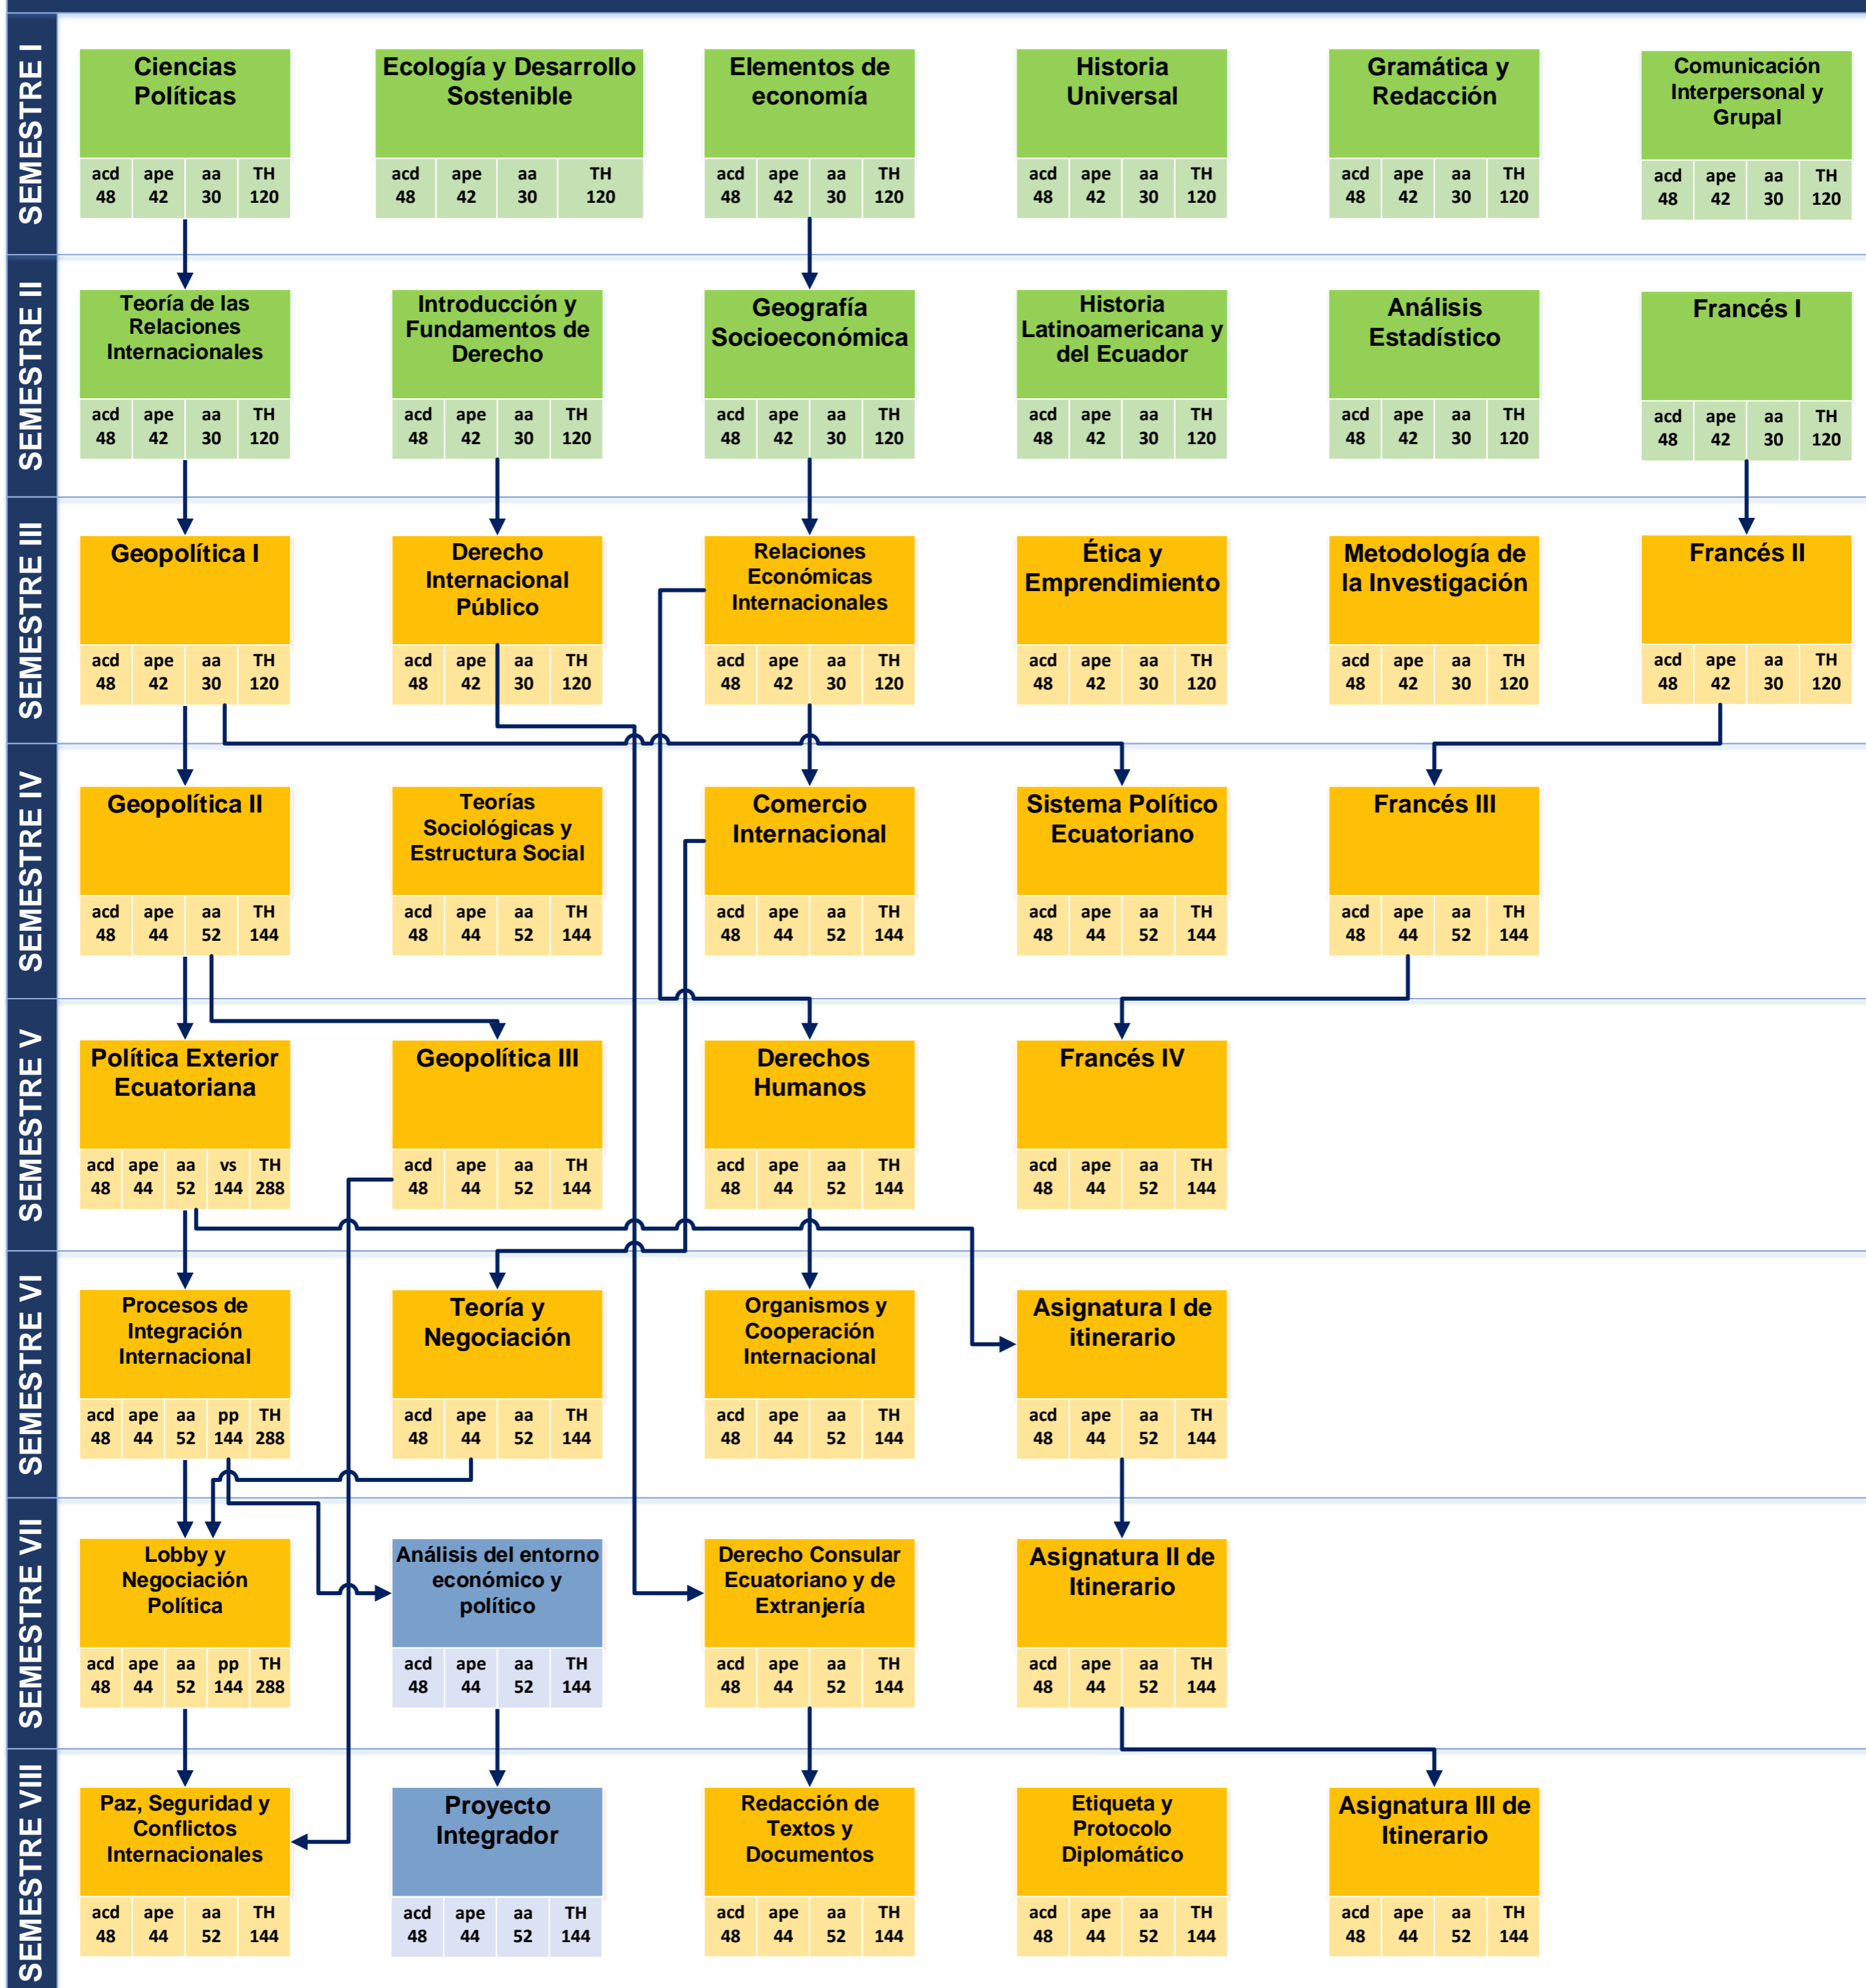 SEMESTRE I
Ciencias
Políticas
acd ape aa TH
48 42 30 120
Ecología y Desarrollo
Sostenible
acd ape aa TH
48 42 30 120
Elementos de
economía
acd ape aa TH
48 42 30 120
Historia
Universal
acd ape aa TH
48 42 30 120
Gramática y
Redacción
acd ape aa TH
48 42 30 120
Comunicación
Interpersonal y
Grupal
acd ape aa TH
48 42 30 120
SEMESTRE II
Teoría de las
Relaciones
Internacionales
acd ape aa TH
48 42 30 120
Introducción y
Fundamentos de
Derecho
acd ape aa TH
48 42 30 120
Geografía
Socioeconómica
acd ape aa TH
48 42 30 120
Historia
Latinoamericana y
del Ecuador
acd ape aa TH
48 42 30 120
Análisis
Estadístico
acd ape aa TH
48 42 30 120
Francés I
acd ape aa TH
48 42 30 120
SEMESTRE III
Geopolítica I
acd ape aa TH
48 42 30 120
Derecho
Internacional
Público
acd ape aa TH
48 42 30 120
Relaciones
Económicas
Internacionales
acd ape aa TH
48 42 30 120
Ética y
Emprendimiento
acd ape aa TH
48 42 30 120
Metodología de
la Investigación
acd ape aa TH
48 42 30 120
Francés II
acd ape aa TH
48 42 30 120
SEMESTRE IV
Geopolítica II
acd ape aa TH
48 44 52 144
Teorías
Sociológicas y
Estructura Social
acd ape aa TH
48 44 52 144
Comercio
Internacional
acd ape aa TH
48 44 52 144
Sistema Político
Ecuatoriano
acd ape aa TH
48 44 52 144
Francés III
acd ape aa TH
48 44 52 144
SEMESTRE V
Política Exterior
Ecuatoriana
acd ape aa vs TH
48 44 52 144 288
Geopolítica III
acd ape aa TH
48 44 52 144
Derechos
Humanos
acd ape aa TH
48 44 52 144
Francés IV
acd ape aa TH
48 44 52 144
SEMESTRE VI
Procesos de
Integración
Internacional
acd ape aa pp TH
48 44 52 144 288
Teoría y
Negociación
acd ape aa TH
48 44 52 144
Organismos y
Cooperación
Internacional
acd ape aa TH
48 44 52 144
Asignatura I de
itinerario
acd ape aa TH
48 44 52 144
SEMESTRE VII
Lobby y
Negociación
Política
acd ape aa pp TH
48 44 52 144 288
Análisis del entorno
económico y
político
acd ape aa TH
48 44 52 144
Derecho Consular
Ecuatoriano y de
Extranjería
acd ape aa TH
48 44 52 144
Asignatura II de
Itinerario
acd ape aa TH
48 44 52 144
SEMESTRE VIII
Paz, Seguridad y
Conflictos
Internacionales
acd ape aa TH
48 44 52 144
Proyecto
Integrador
acd ape aa TH
48 44 52 144
Redacción de
Textos y
Documentos
acd ape aa TH
48 44 52 144
Etiqueta y
Protocolo
Diplomático
acd ape aa TH
48 44 52 144
Asignatura III de
Itinerario
acd ape aa TH
48 44 52 144